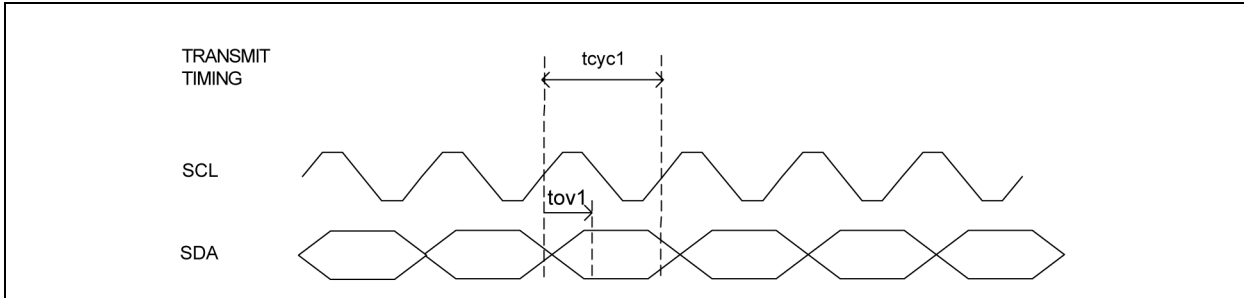 TRANSMIT
TIMING
tcyc1
SCL
tov1
SDA